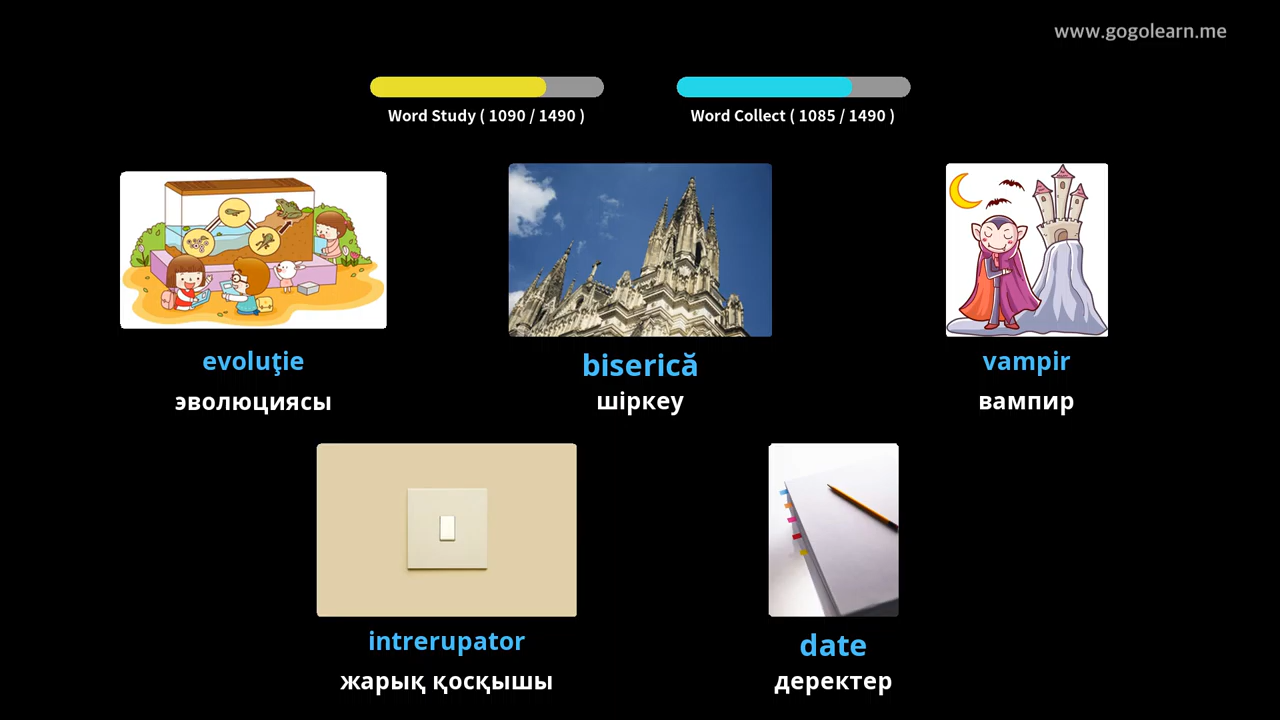 www.gogolearn.me
Word Study ( 1090 / 1490 )
Word Collect ( 1085 / 1490 )
evoluţie
biserică
vampir
эволюциясы
шіркеу
вампир
intrerupator
date
жарық қосқышы
деректер